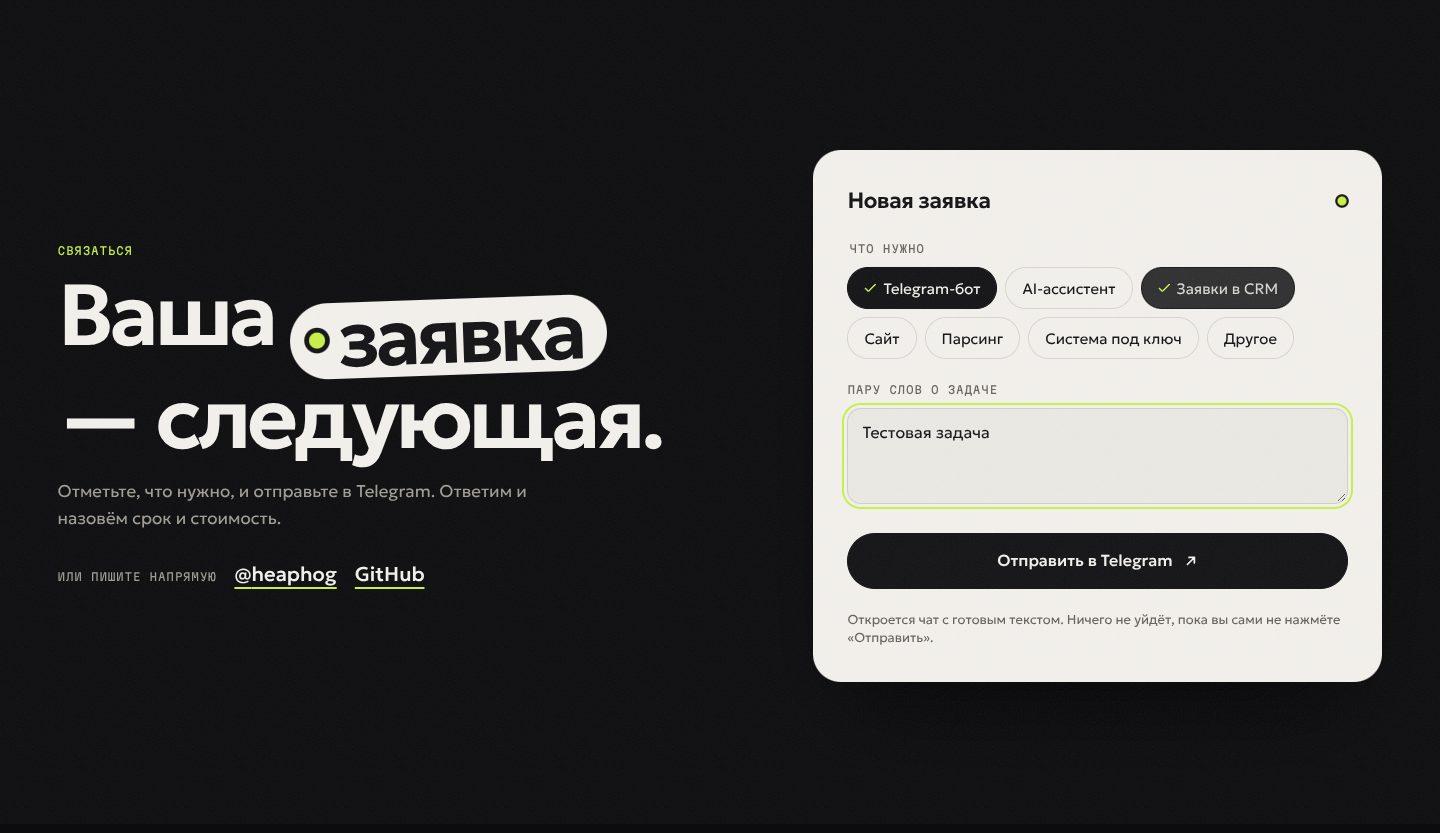 СВЯЗАТЬСЯ
Ваша заявка
— следующая.
Отметьте, что нужно, и отправьте в Telegram. Ответим и
назовём срок и стоимость.
ИЛИ ПИШИТЕ НАПРЯМУЮ @heaphog GitHub
Новая заявка
ЧТО НУЖНО
Telegram-бот AI-ассистент Заявки в CRM
Сайт Парсинг Система под ключ Другое
ПАРУ СЛОВ О ЗАДАЧЕ
Тестовая задача
Отправить в Telegram
Откроется чат с готовым текстом. Ничего не уйдёт, пока вы сами не нажмёте
«Отправить».